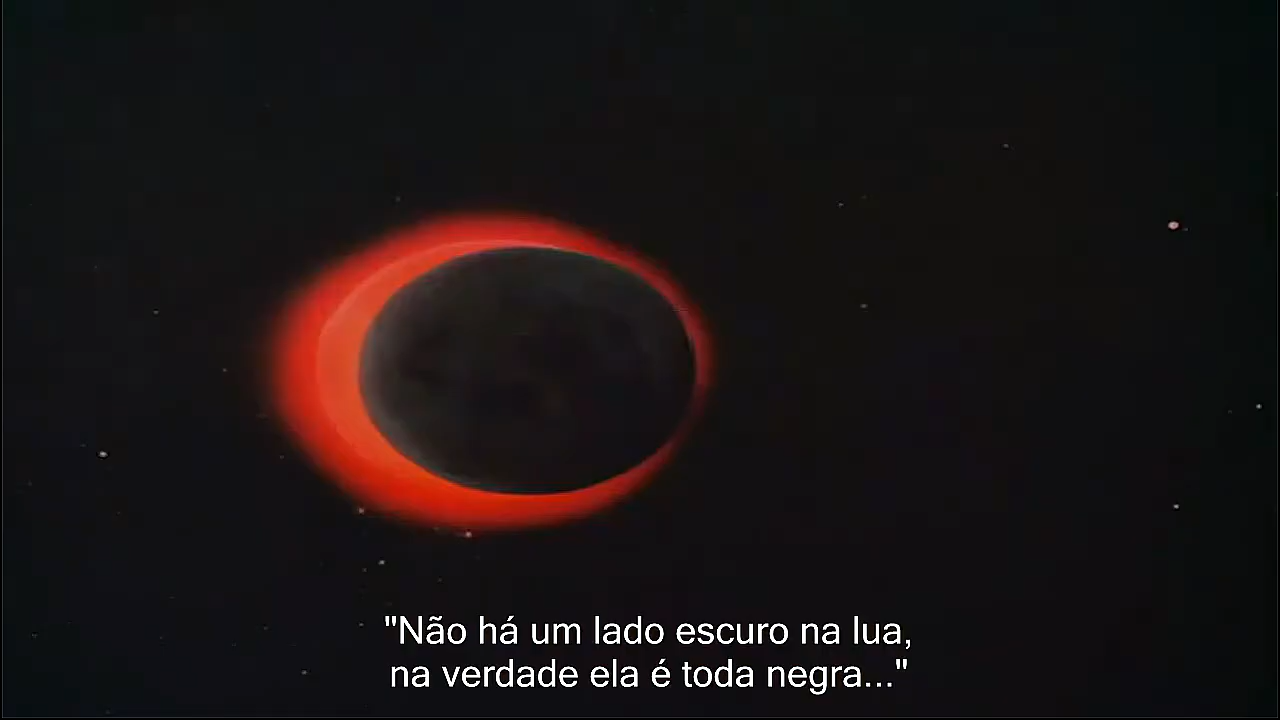 "Não há um lado escuro na lua,
na verdade ela é toda negra..."